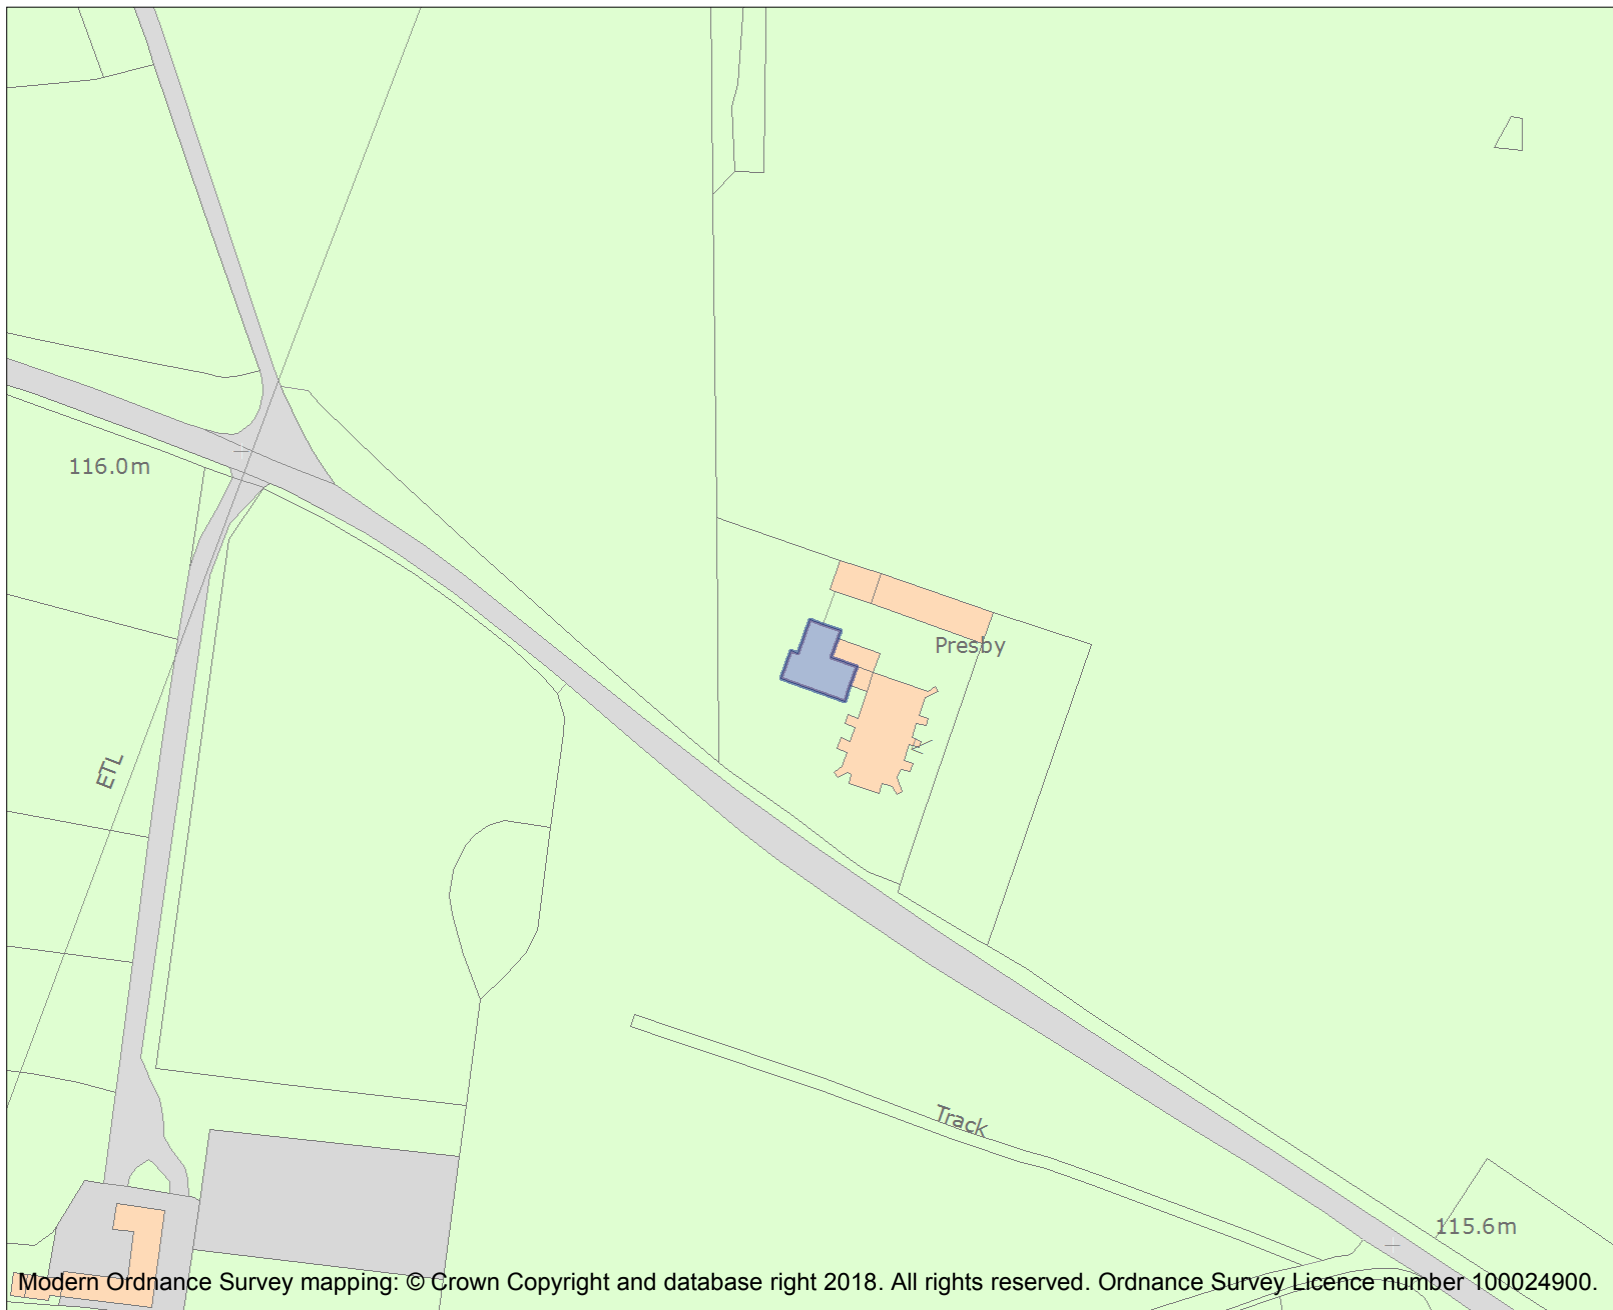 116.0m
Presby
ETL
Track
115.6m
Modern Ordnance Survey mapping: © Crown Copyright and database right 2018. All rights reserved. Ordnance Survey Licence number 100024900.